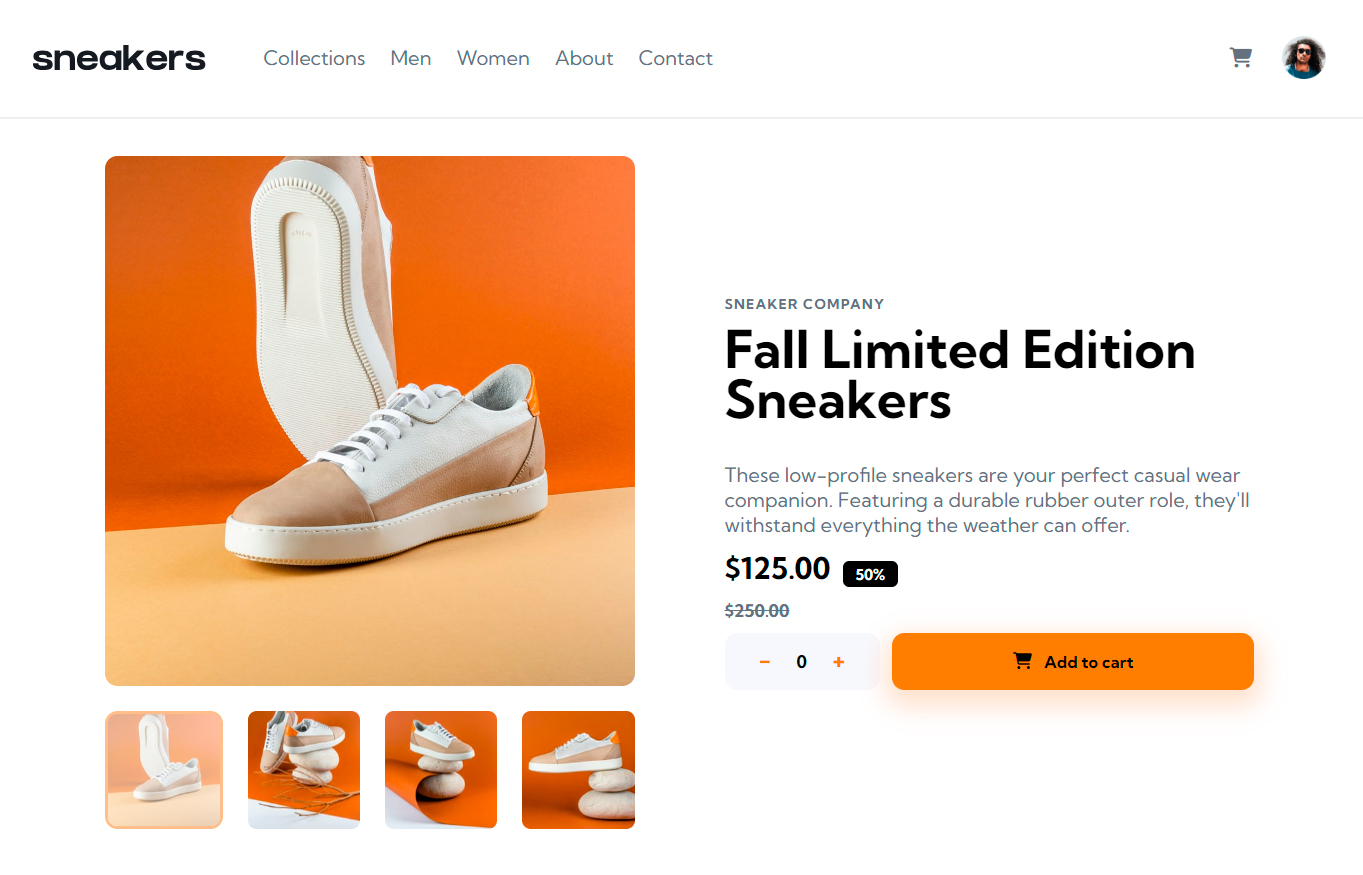 sneakers
Collections Men Women About Contact
SNEAKER COMPANY
Fall Limited Edition
Sneakers
These low-profile sneakers are your perfect casual wear
companion. Featuring a durable rubber outer role, they'll
withstand everything the weather can offer.
$125.00 50%
$250.00
− 0 + Add to cart